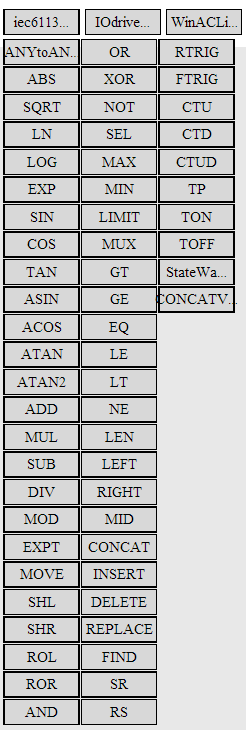 iec6113... IOdrive... WinACLi...
ANYtoAN... OR RTRIG
ABS XOR FTRIG
SQRT NOT CTU
LN SEL CTD
LOG MAX CTUD
EXP MIN TP
SIN LIMIT TON
COS MUX TOFF
TAN GT StateWa...
ASIN GE CONCATV...
ACOS EQ
ATAN LE
ATAN2 LT
ADD NE
MUL LEN
SUB LEFT
DIV RIGHT
MOD MID
EXPT CONCAT
MOVE INSERT
SHL DELETE
SHR REPLACE
ROL FIND
ROR SR
AND RS